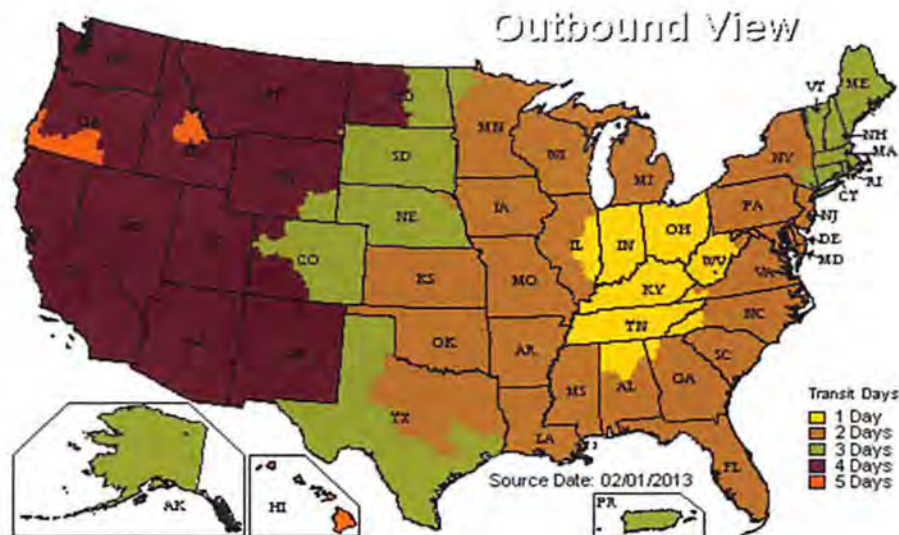 Outbound View
VT
ME
MN
NH
MA
SD
WI
MI
NY
RI
CT
NE
IA
PA
NJ
CO
IL
IN
OH
DE
MD
KS
MO
WV
VA
KY
OK
AR
TN
NC
SC
TX
MS
AL
GA
LA
FL
AK
HI
PR
Source Date: 02/01/2013
Transit Days
1 Day
2 Days
3 Days
4 Days
5 Days